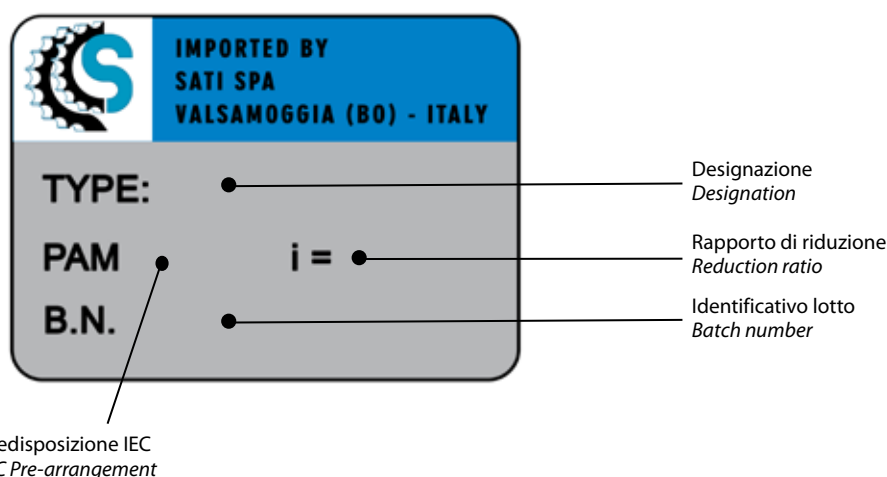 IMPORTED BY
SATI SPA
VALSAMOGGIA (BO) - ITALY
TYPE:
Designazione
Designation
PAM i =
Rapporto di riduzione
Reduction ratio
B.N.
Identificativo lotto
Batch number
edisposizione IEC
C Pre-arrangement